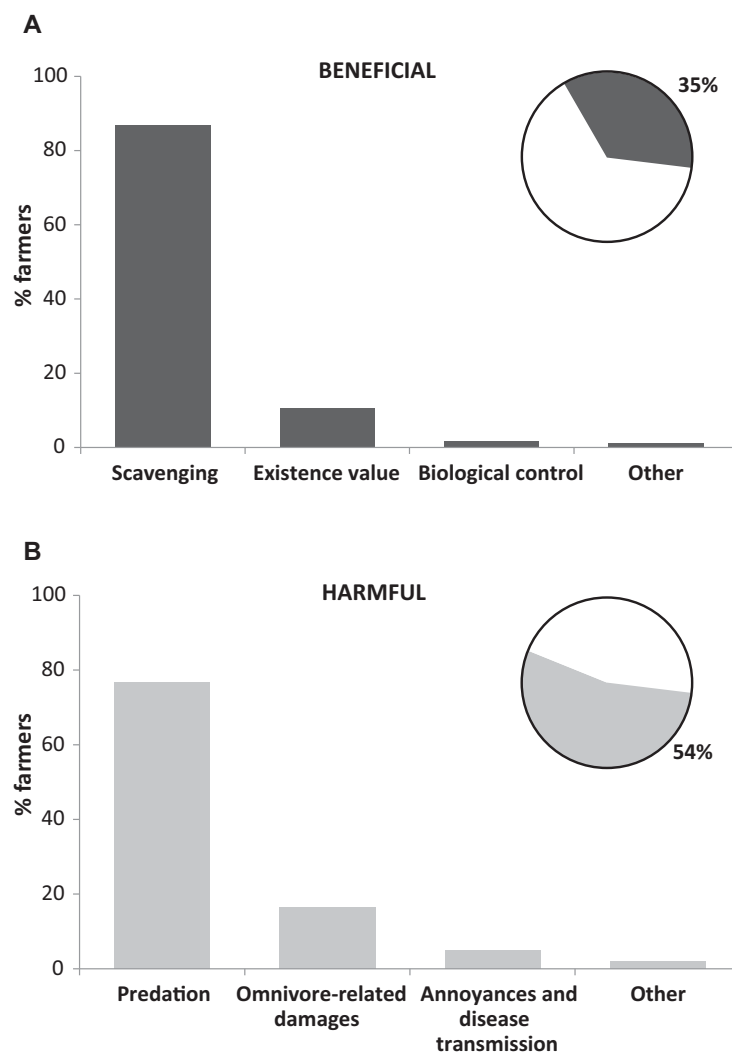 A
BENEFICIAL
35%
100
80
60
40
20
0
% farmers
Scavenging
Existence value
Biological control
Other
B
HARMFUL
54%
100
80
60
40
20
0
% farmers
Predation
Omnivore-related
damages
Annoyances and
disease
transmission
Other